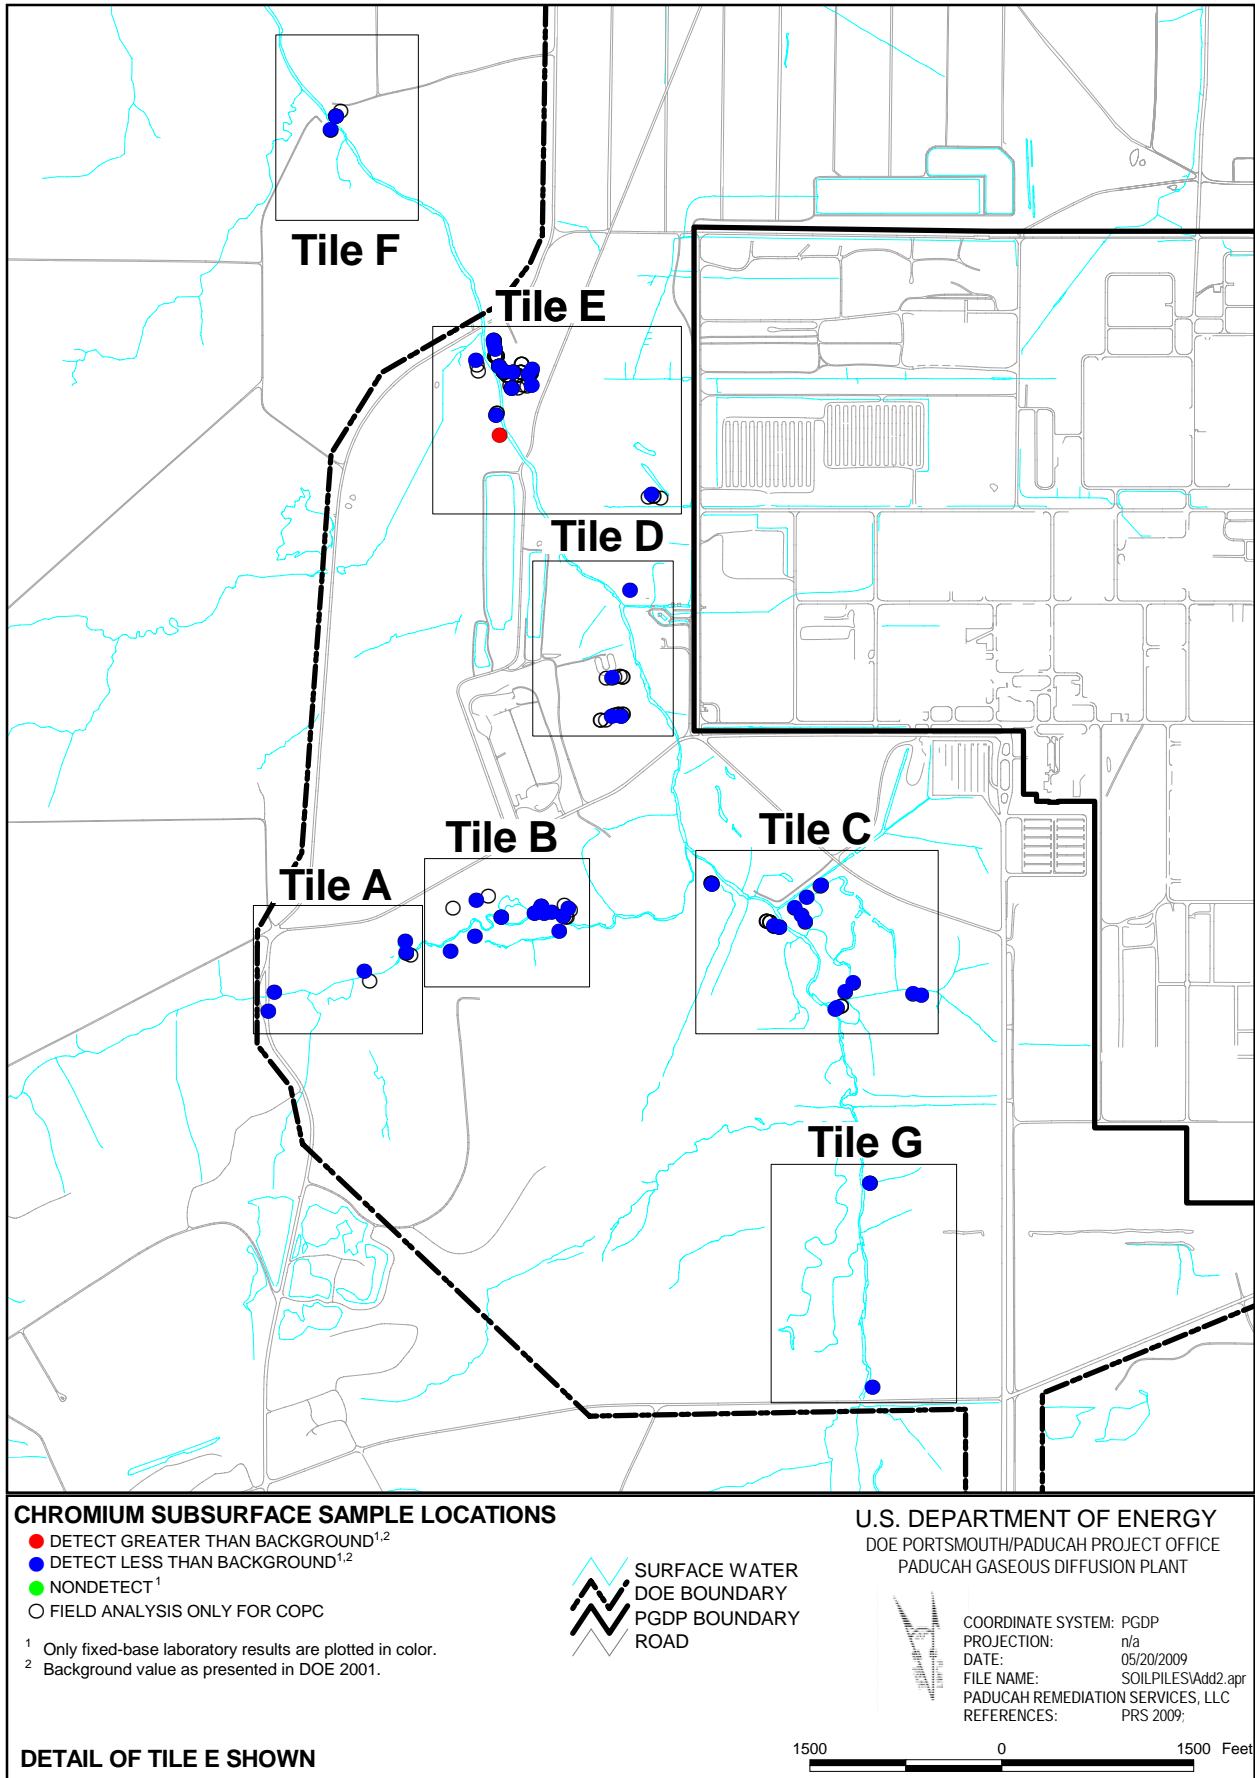 Tile F
Tile E
Tile D
Tile B
Tile C
Tile A
Tile G
CHROMIUM SUBSURFACE SAMPLE LOCATIONS
DETECT GREATER THAN BACKGROUND1,2
DETECT LESS THAN BACKGROUND1,2
NONDETECT1
FIELD ANALYSIS ONLY FOR COPC
1 Only fixed-base laboratory results are plotted in color.
2 Background value as presented in DOE 2001.
DETAIL OF TILE E SHOWN
SURFACE WATER
DOE BOUNDARY
PGDP BOUNDARY
ROAD
U.S. DEPARTMENT OF ENERGY
DOE PORTSMOUTH/PADUCAH PROJECT OFFICE
PADUCAH GASEOUS DIFFUSION PLANT
COORDINATE SYSTEM: PGDP
PROJECTION: n/a
DATE: 05/20/2009
FILE NAME: SOILPILES\Add2.apr
PADUCAH REMEDIATION SERVICES, LLC
REFERENCES: PRS 2009;
1500 0 1500 Feet